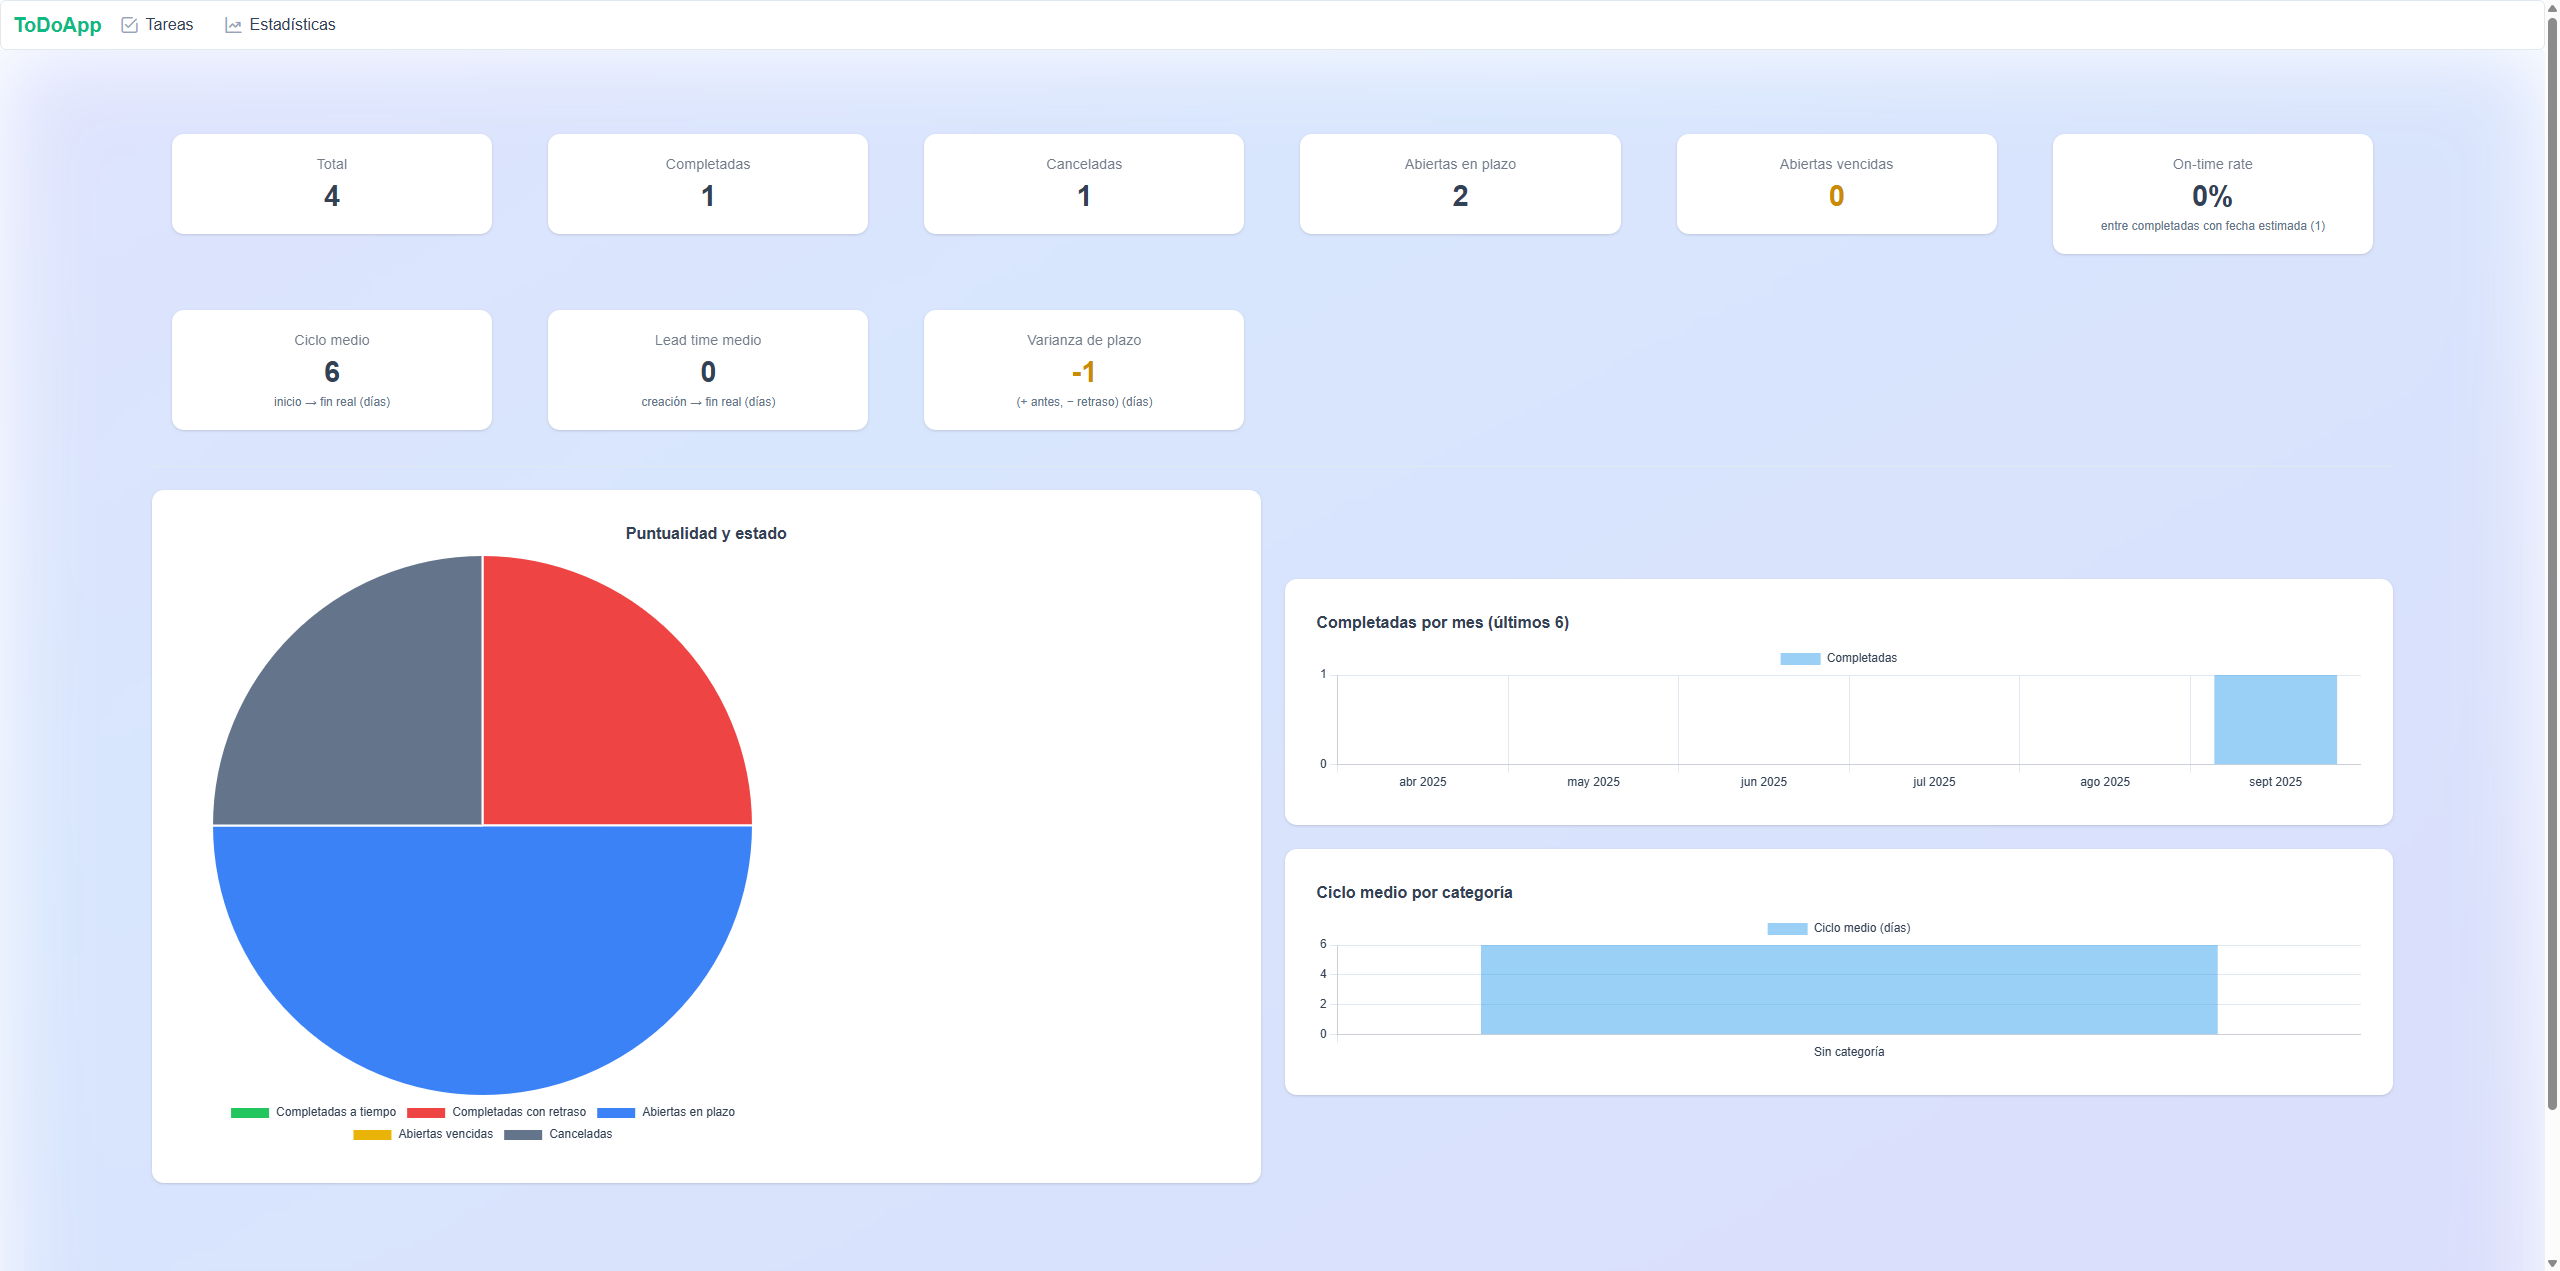 ToDoApp Tareas Estadísticas
Total
4
Completadas
1
Canceladas
1
Abiertas en plazo
2
Abiertas vencidas
0
On-time rate
0%
entre completadas con fecha estimada (1)
Ciclo medio
6
inicio → fin real (días)
Lead time medio
0
creación → fin real (días)
Varianza de plazo
-1
(+ antes, − retraso) (días)
Puntualidad y estado
Completadas a tiempo Completadas con retraso Abiertas en plazo
Abiertas vencidas Canceladas
Completadas por mes (últimos 6)
Completadas
1
0
abr 2025 may 2025 jun 2025 jul 2025 ago 2025 sept 2025
Ciclo medio por categoría
Ciclo medio (días)
6
4
2
0
Sin categoría